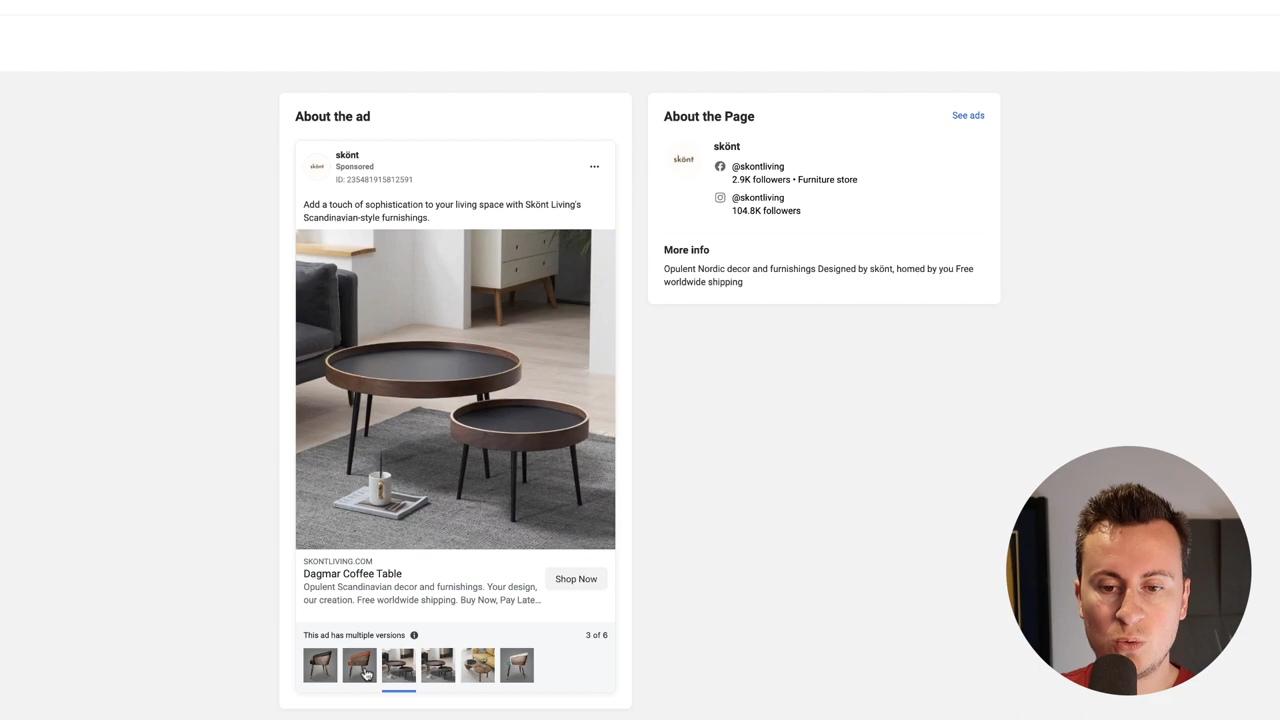 About the ad
skönt
skönt
Sponsored
ID: 235481915812591
Add a touch of sophistication to your living space with Skönt Living's
Scandinavian-style furnishings.
SKONTLIVING.COM
Dagmar Coffee Table
Opulent Scandinavian decor and furnishings. Your design,
our creation. Free worldwide shipping. Buy Now, Pay Late...
Shop Now
This ad has multiple versions
3 of 6
About the Page
See ads
skönt
skönt
@skontliving
2.9K followers • Furniture store
@skontliving
104.8K followers
More info
Opulent Nordic decor and furnishings Designed by skönt, homed by you Free
worldwide shipping